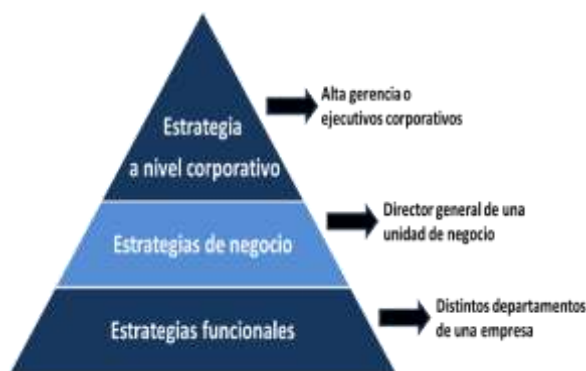 Estrategia
a nivel corporativo
Alta gerencia o
ejecutivos corporativos
Estrategias de negocio
Director general de una
unidad de negocio
Estrategias funcionales
Distintos departamentos
de una empresa